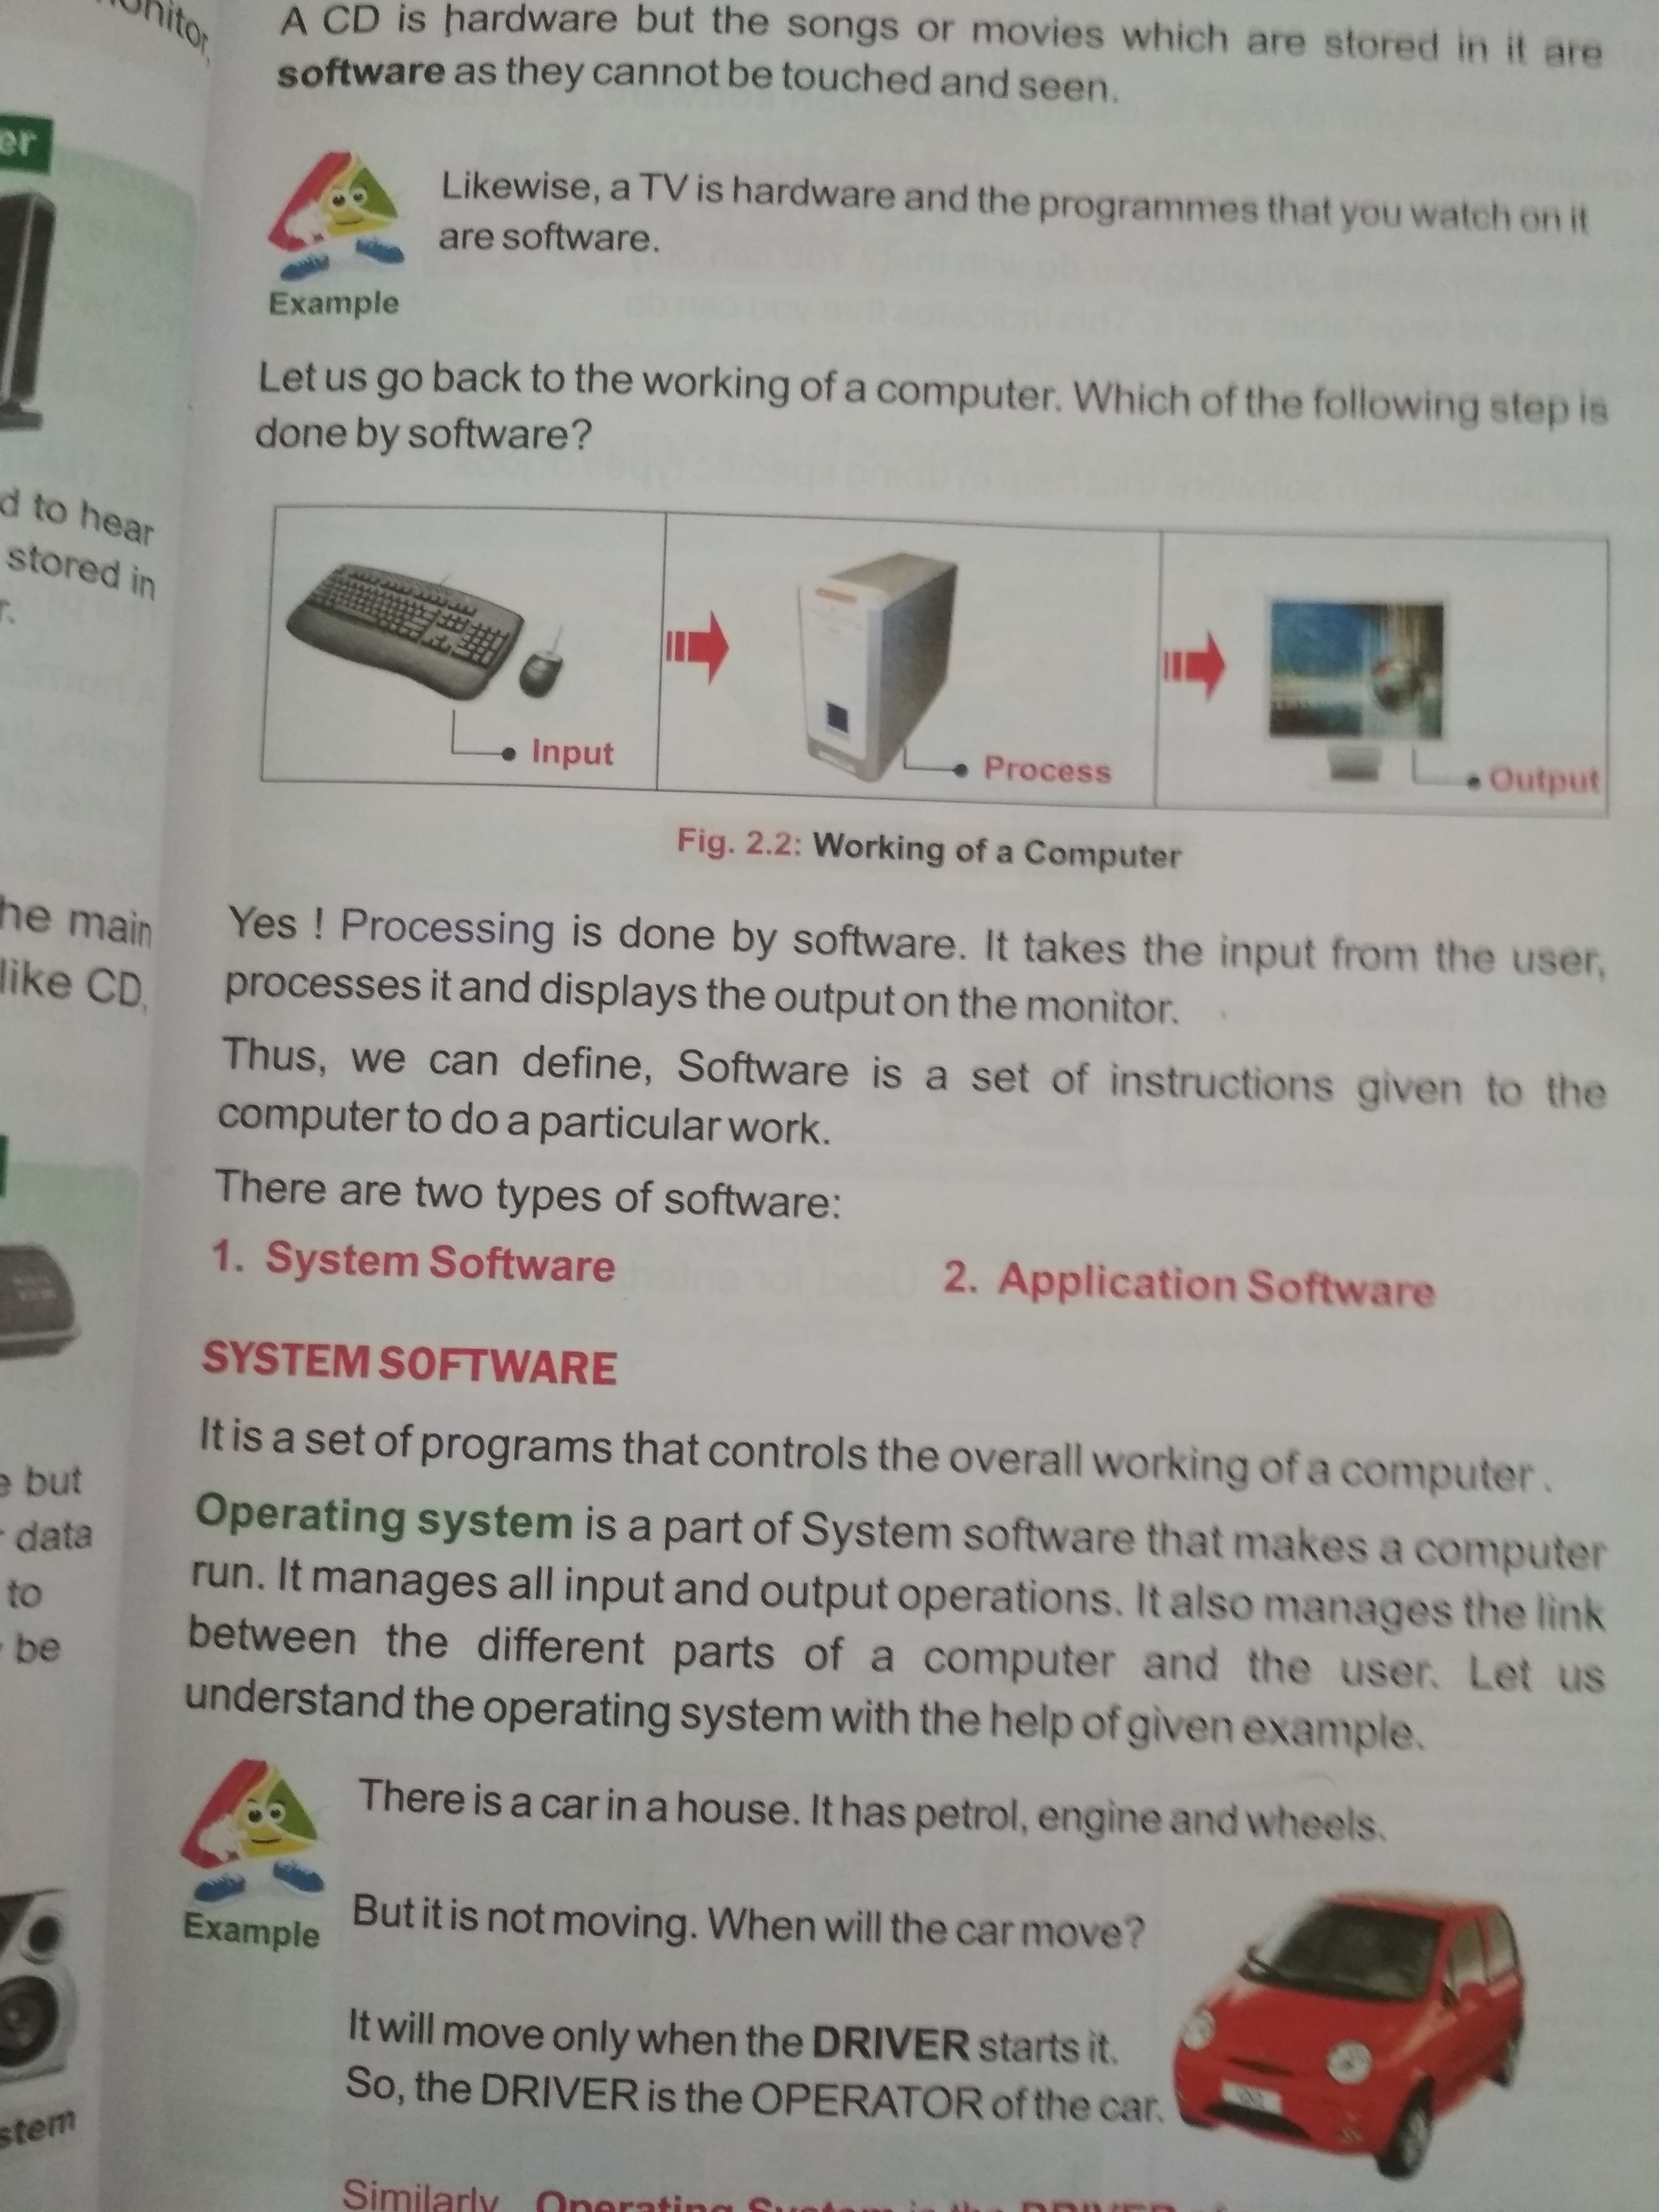 er
d to hear
stored in
r.
he main
like CD,
e but
data
to
be
stem
A CD is hardware but the songs or movies which are stored in it are
software as they cannot be touched and seen.
Likewise, a TV is hardware and the programmes that you watch on it
are software.
Example
Let us go back to the working of a computer. Which of the following step is
done by software?
Input
Process
Output
Fig. 2.2: Working of a Computer
Yes ! Processing is done by software. It takes the input from the user,
processes it and displays the output on the monitor.
Thus, we can define, Software is a set of instructions given to the
computer to do a particular work.
There are two types of software:
1. System Software 2. Application Software
SYSTEM SOFTWARE
It is a set of programs that controls the overall working of a computer .
Operating system is a part of System software that makes a computer
run. It manages all input and output operations. It also manages the link
between the different parts of a computer and the user. Let us
understand the operating system with the help of given example.
There is a car in a house. It has petrol, engine and wheels.
Example
But it is not moving. When will the car move?
It will move only when the DRIVER starts it.
So, the DRIVER is the OPERATOR of the car.
Similarly Operating System is the DRIVER